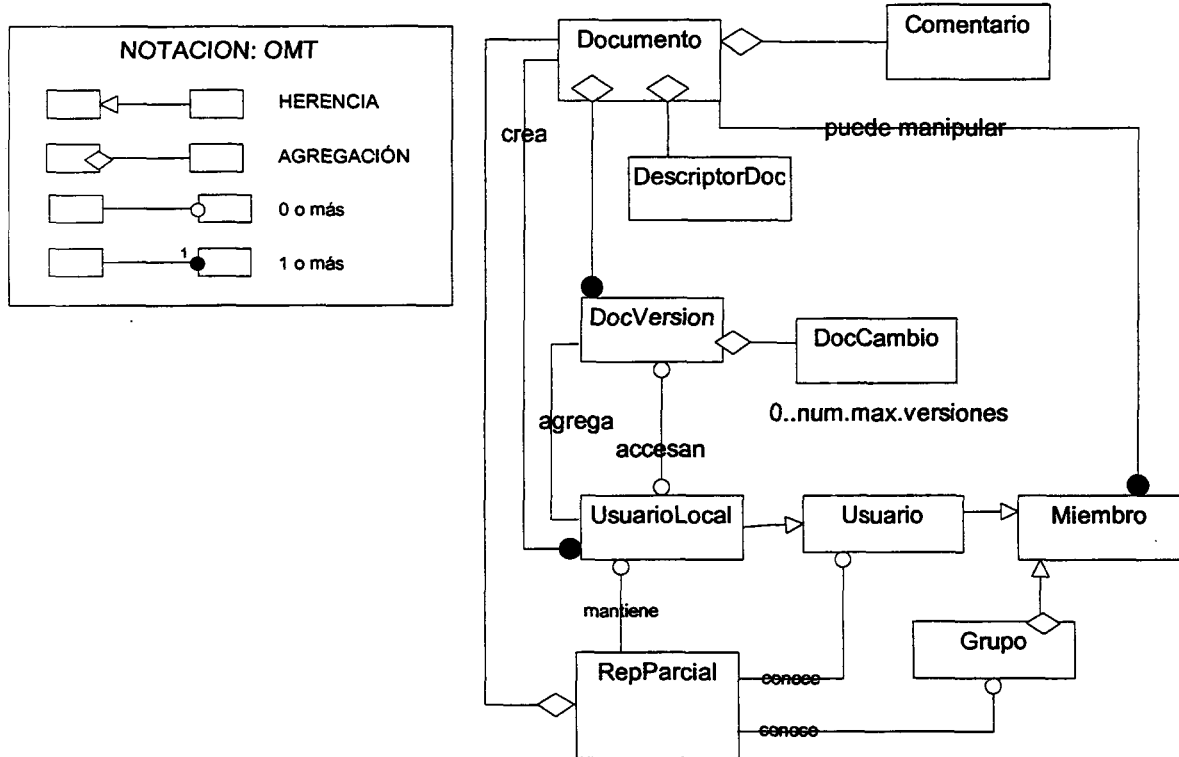 NOTACION: OMT
HERENCIA
AGREGACIÓN
0 o más
1
1 o más
Documento
Comentario
crea
puede manipular
DescriptorDoc
DocVersion
DocCambio
0..num.max.versiones
agrega
accesan
UsuarioLocal
Usuario
Miembro
mantiene
Grupo
RepParcial
conoce
conoce